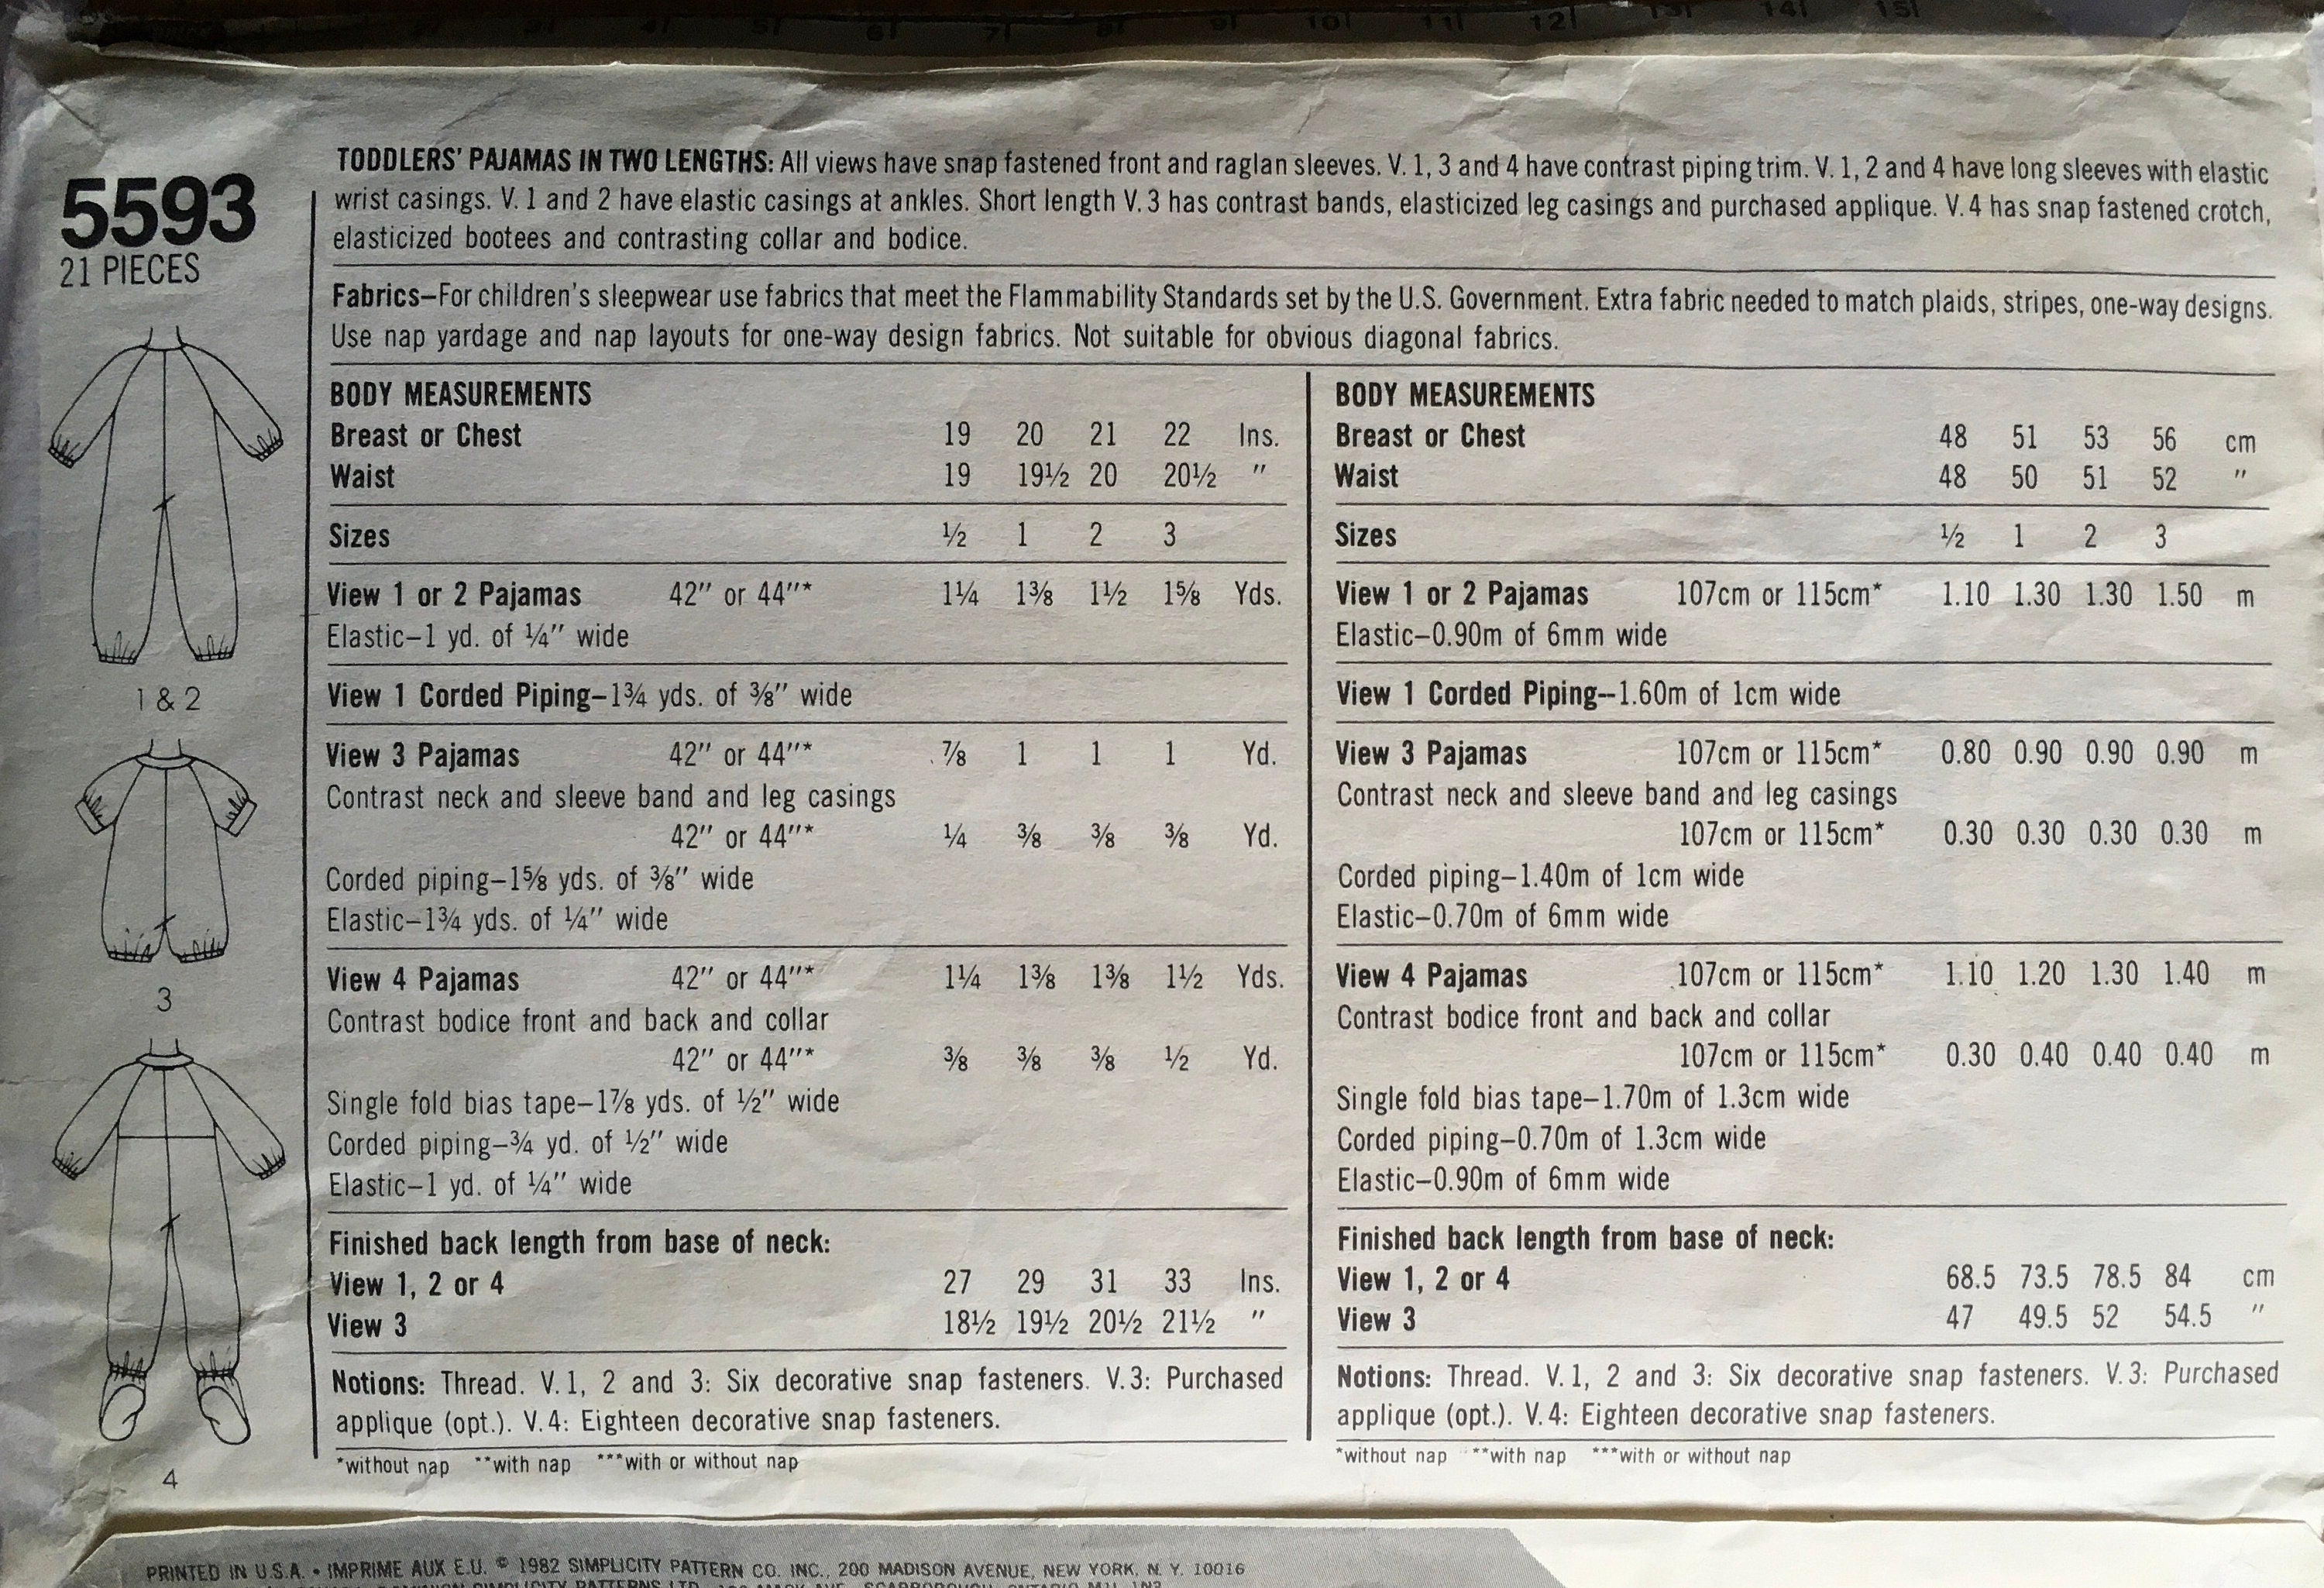 5593
21 PIECES
1 & 2
3
4
TODDLERS' PAJAMAS IN TWO LENGTHS: All views have snap fastened front and raglan sleeves. V. 1, 3 and 4 have contrast piping trim. V. 1, 2 and 4 have long sleeves with elastic
wrist casings. V. 1 and 2 have elastic casings at ankles. Short length V. 3 has contrast bands, elasticized leg casings and purchased applique. V. 4 has snap fastened crotch,
elasticized bootees and contrasting collar and bodice.
Fabrics–For children's sleepwear use fabrics that meet the Flammability Standards set by the U.S. Government. Extra fabric needed to match plaids, stripes, one-way designs.
Use nap yardage and nap layouts for one-way design fabrics. Not suitable for obvious diagonal fabrics.
BODY MEASUREMENTS
Breast or Chest 19 20 21 22 Ins.
Waist 19 19½ 20 20½ "
Sizes ½ 1 2 3
View 1 or 2 Pajamas 42" or 44"* 1¼ 1⅜ 1½ 1⅝ Yds.
Elastic–1 yd. of ¼" wide
View 1 Corded Piping–1¾ yds. of ⅜" wide
View 3 Pajamas 42" or 44"* ⅞ 1 1 1 Yd.
Contrast neck and sleeve band and leg casings
42" or 44"* ¼ ⅜ ⅜ ⅜ Yd.
Corded piping–1⅝ yds. of ⅜" wide
Elastic–1¾ yds. of ¼" wide
View 4 Pajamas 42" or 44"* 1¼ 1⅜ 1⅜ 1½ Yds.
Contrast bodice front and back and collar
42" or 44"* ⅜ ⅜ ⅜ ½ Yd.
Single fold bias tape–1⅞ yds. of ½" wide
Corded piping–¾ yd. of ½" wide
Elastic–1 yd. of ¼" wide
Finished back length from base of neck:
View 1, 2 or 4 27 29 31 33 Ins.
View 3 18½ 19½ 20½ 21½ "
Notions: Thread. V. 1, 2 and 3: Six decorative snap fasteners. V. 3: Purchased
applique (opt.). V. 4: Eighteen decorative snap fasteners.
*without nap **with nap ***with or without nap
BODY MEASUREMENTS
Breast or Chest 48 51 53 56 cm
Waist 48 50 51 52 "
Sizes ½ 1 2 3
View 1 or 2 Pajamas 107cm or 115cm* 1.10 1.30 1.30 1.50 m
Elastic–0.90m of 6mm wide
View 1 Corded Piping--1.60m of 1cm wide
View 3 Pajamas 107cm or 115cm* 0.80 0.90 0.90 0.90 m
Contrast neck and sleeve band and leg casings
107cm or 115cm* 0.30 0.30 0.30 0.30 m
Corded piping–1.40m of 1cm wide
Elastic–0.70m of 6mm wide
View 4 Pajamas 107cm or 115cm* 1.10 1.20 1.30 1.40 m
Contrast bodice front and back and collar
107cm or 115cm* 0.30 0.40 0.40 0.40 m
Single fold bias tape–1.70m of 1.3cm wide
Corded piping–0.70m of 1.3cm wide
Elastic–0.90m of 6mm wide
Finished back length from base of neck:
View 1, 2 or 4 68.5 73.5 78.5 84 cm
View 3 47 49.5 52 54.5 "
Notions: Thread. V. 1, 2 and 3: Six decorative snap fasteners. V. 3: Purchased
applique (opt.). V. 4: Eighteen decorative snap fasteners.
*without nap **with nap ***with or without nap
PRINTED IN U.S.A. • IMPRIME AUX E.U. © 1982 SIMPLICITY PATTERN CO. INC., 200 MADISON AVENUE, NEW YORK, N. Y. 10016